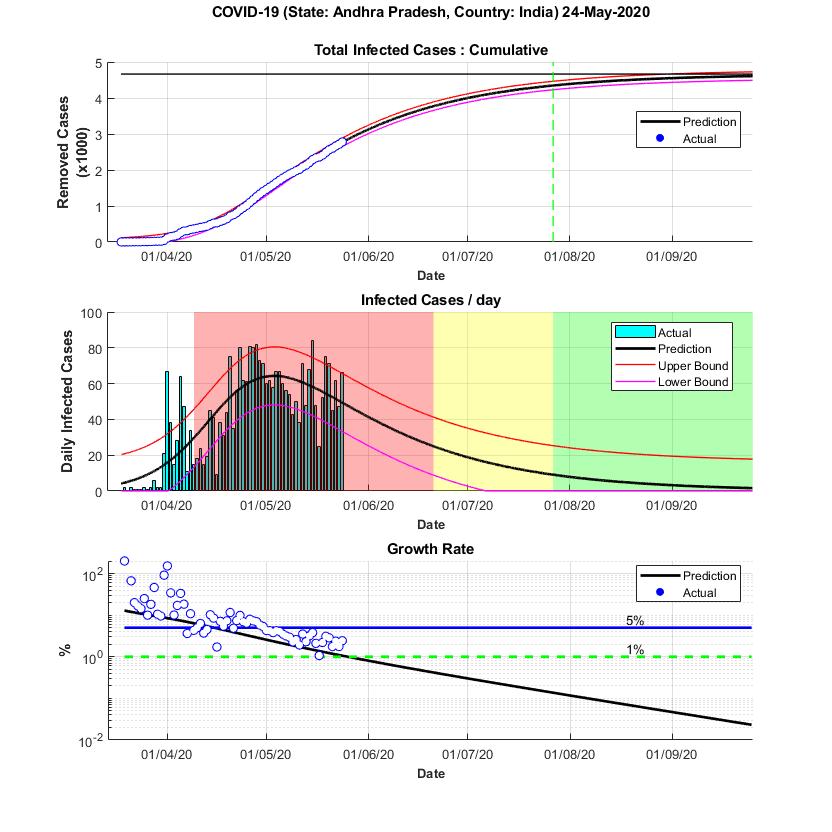 COVID-19 (State: Andhra Pradesh, Country: India) 24-May-2020
Total Infected Cases : Cumulative
Removed Cases
(x1000)
5
4
3
2
1
0
Prediction
Actual
01/04/20 01/05/20 01/06/20 01/07/20 01/08/20 01/09/20
Date
Infected Cases / day
Daily Infected Cases
100
80
60
40
20
0
Actual
Prediction
Upper Bound
Lower Bound
01/04/20 01/05/20 01/06/20 01/07/20 01/08/20 01/09/20
Date
Growth Rate
%
10^2
10^0
10^-2
Prediction
Actual
5%
1%
01/04/20 01/05/20 01/06/20 01/07/20 01/08/20 01/09/20
Date